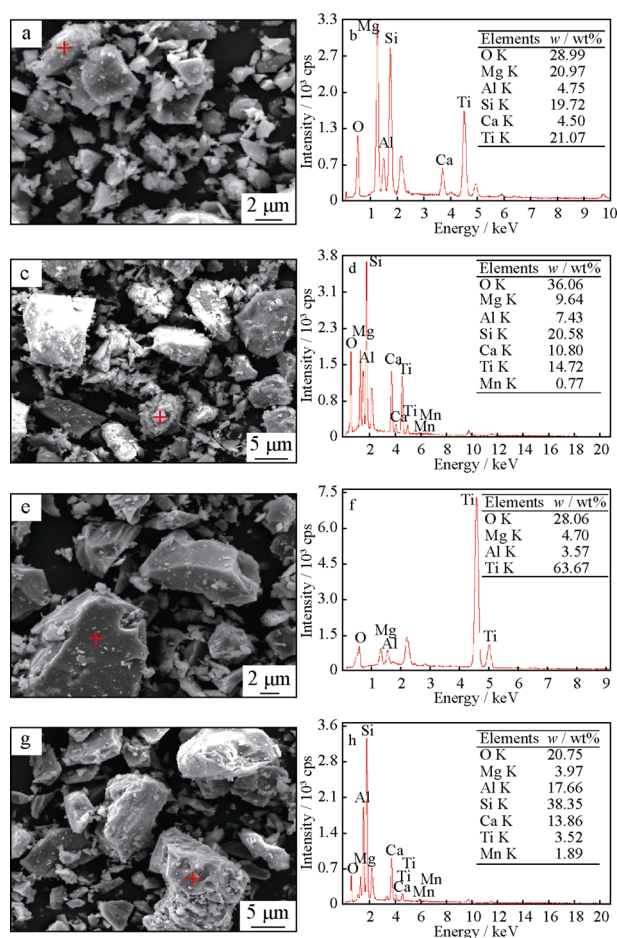 a
2 μm
b
Intensity / 10³ cps
3.3
2.7
2.0
1.3
0.7
0
Mg
Si
O
Al
Ca
Ti
Elements w / wt%
O K 28.99
Mg K 20.97
Al K 4.75
Si K 19.72
Ca K 4.50
Ti K 21.07
1 2 3 4 5 6 7 8 9 10
Energy / keV
c
5 μm
d
Intensity / 10³ cps
3.8
3.0
2.3
1.5
0.8
0
Si
O
Mg
Al
Ca
Ti
Ca
Ti
Mn
Mn
Elements w / wt%
O K 36.06
Mg K 9.64
Al K 7.43
Si K 20.58
Ca K 10.80
Ti K 14.72
Mn K 0.77
2 4 6 8 10 12 14 16 18 20
Energy / keV
e
2 μm
f
Intensity / 10³ cps
7.5
6.0
4.5
3.0
1.5
0
Ti
O
Mg
Al
Ti
Elements w / wt%
O K 28.06
Mg K 4.70
Al K 3.57
Ti K 63.67
1 2 3 4 5 6 7 8 9
Energy / keV
g
5 μm
h
Intensity / 10³ cps
3.6
2.9
2.1
1.4
0.7
0
Si
Al
O
Mg
Ca
Ti
Ti
Ca
Mn
Mn
Elements w / wt%
O K 20.75
Mg K 3.97
Al K 17.66
Si K 38.35
Ca K 13.86
Ti K 3.52
Mn K 1.89
2 4 6 8 10 12 14 16 18 20
Energy / keV